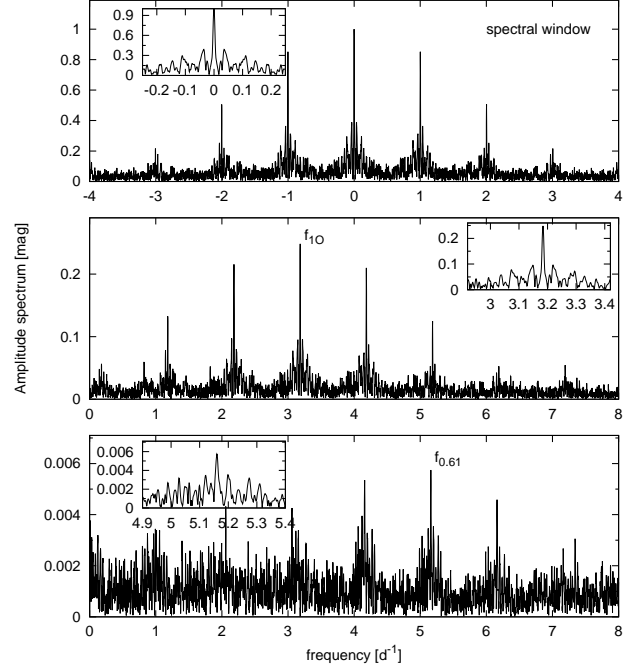 spectral window
0.9
0.6
0.3
0
-0.2 -0.1 0 0.1 0.2
1
0.8
0.6
0.4
0.2
0
-4 -3 -2 -1 0 1 2 3 4
Amplitude spectrum [mag]
f1O
0.2
0.1
0
0.2
0.1
0
3 3.1 3.2 3.3 3.4
0 1 2 3 4 5 6 7 8
f0.61
0.006
0.004
0.002
0
0.006
0.004
0.002
0
4.9 5 5.1 5.2 5.3 5.4
0 1 2 3 4 5 6 7 8
frequency [d-1]